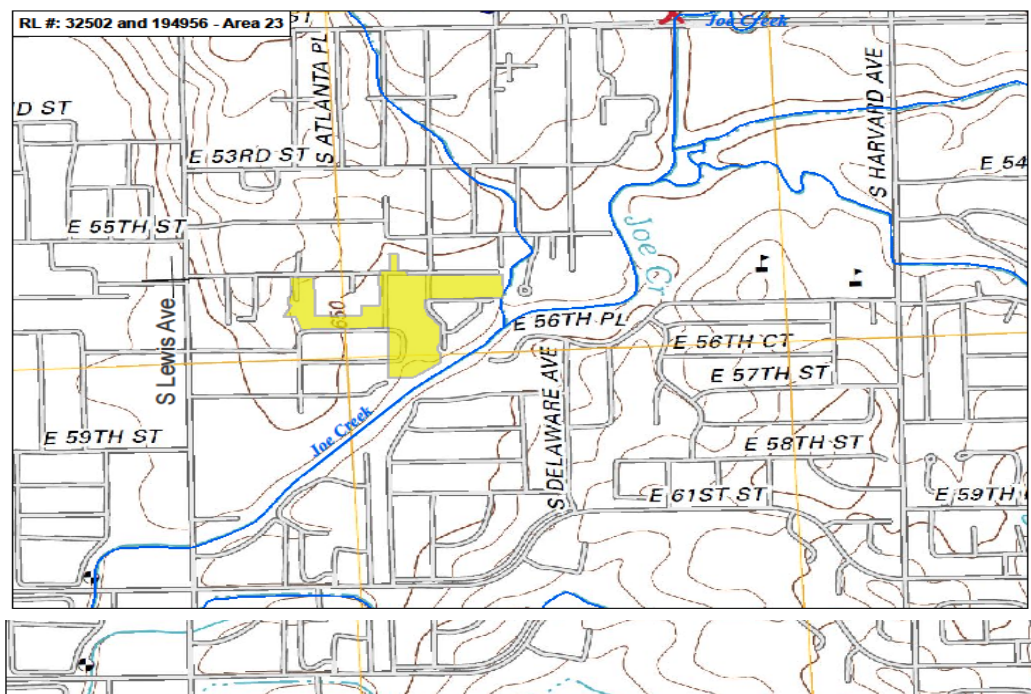 RL #: 32502 and 194956 - Area 23
ST
Joe Creek
S ATLANTA PL
S HARVARD AVE
D ST
E 53RD ST
E 54
E 55TH ST
Joe Cr
S Lewis Ave
650
E 56TH PL
E 56TH CT
E 57TH ST
S DELAWARE AVE
Joe Creek
E 59TH ST
E 58TH ST
E 61ST ST
E 59TH